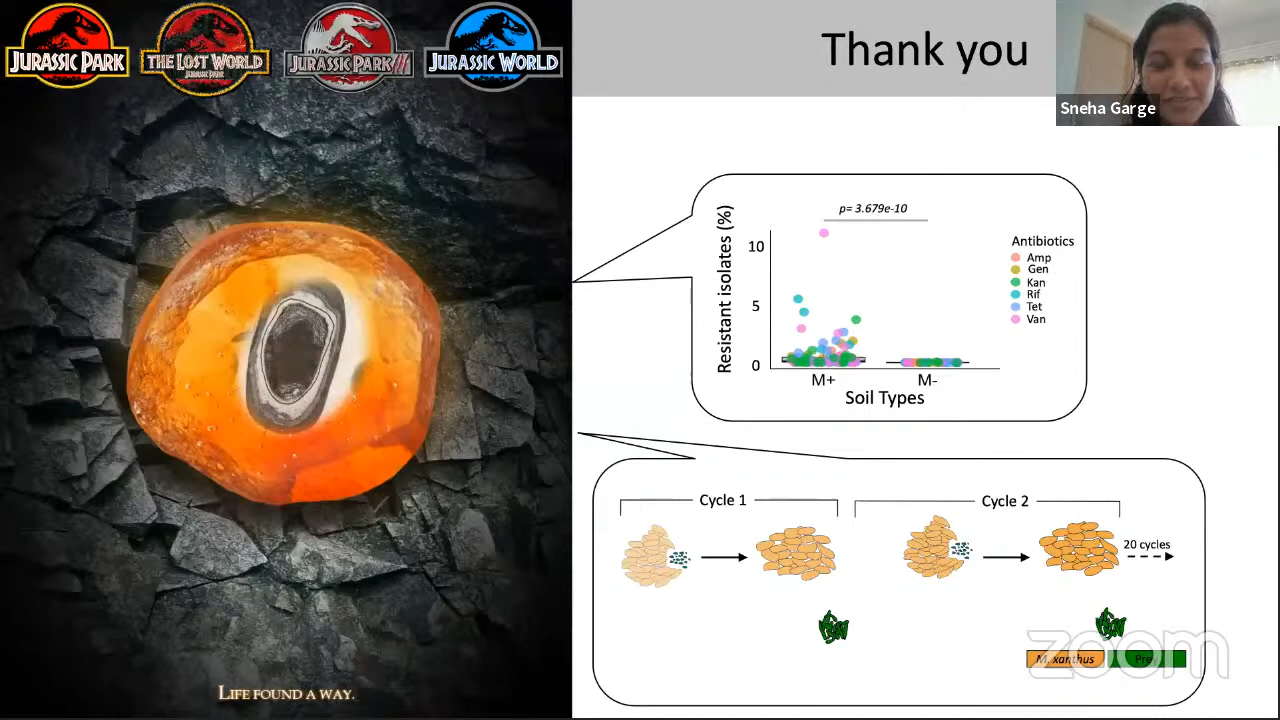 JURASSIC PARK
THE LOST WORLD
JURASSIC PARK
JURASSIC PARK III
JURASSIC WORLD
Thank you
Sneha Garge
p= 3.679e-10
Resistant isolates (%)
10
5
0
M+
M-
Soil Types
Antibiotics
Amp
Gen
Kan
Rif
Tet
Van
Cycle 1
Cycle 2
20 cycles
M. xanthus
Prey
zoom
LIFE FOUND A WAY.